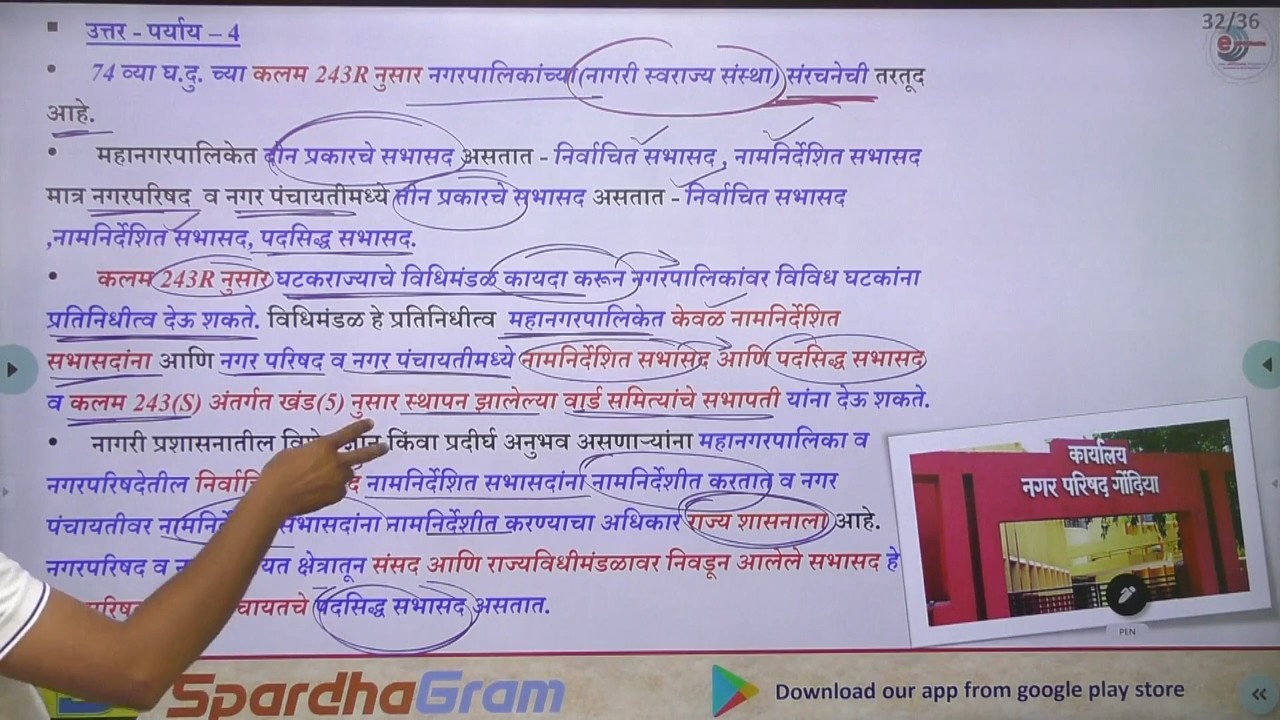 32/36
उत्तर - पर्याय – 4
74 व्या घ.दु. च्या कलम 243R नुसार नगरपालिकांच्या (नागरी स्वराज्य संस्था) संरचनेची तरतूद
आहे.
महानगरपालिकेत दोन प्रकारचे सभासद असतात - निर्वाचित सभासद , नामनिर्देशित सभासद
मात्र नगरपरिषद व नगर पंचायतीमध्ये तीन प्रकारचे सभासद असतात - निर्वाचित सभासद
,नामनिर्देशित सभासद, पदसिद्ध सभासद.
कलम 243R नुसार घटकराज्याचे विधिमंडळ कायदा करून नगरपालिकांवर विविध घटकांना
प्रतिनिधीत्व देऊ शकते. विधिमंडळ हे प्रतिनिधीत्व महानगरपालिकेत केवळ नामनिर्देशित
सभासदांना आणि नगर परिषद व नगर पंचायतीमध्ये नामनिर्देशित सभासद आणि पदसिद्ध सभासद
व कलम 243(S) अंतर्गत खंड(5) नुसार स्थापन झालेल्या वार्ड समित्यांचे सभापती यांना देऊ शकते.
नागरी प्रशासनातील किंवा प्रदीर्घ अनुभव असणाऱ्यांना महानगरपालिका व
नगरपरिषदेतील नामनिर्देशित सभासदांना नामनिर्देशीत करतात व नगर
पंचायतीवर सभासदांना नामनिर्देशीत करण्याचा अधिकार राज्य शासनाला आहे.
नगरपरिषद व क्षेत्रातून संसद आणि राज्यविधीमंडळावर निवडून आलेले सभासद हे
पदसिद्ध सभासद असतात.
कार्यालय
नगर परिषद गोंदिया
PEN
SpardhaGram
Download our app from google play store